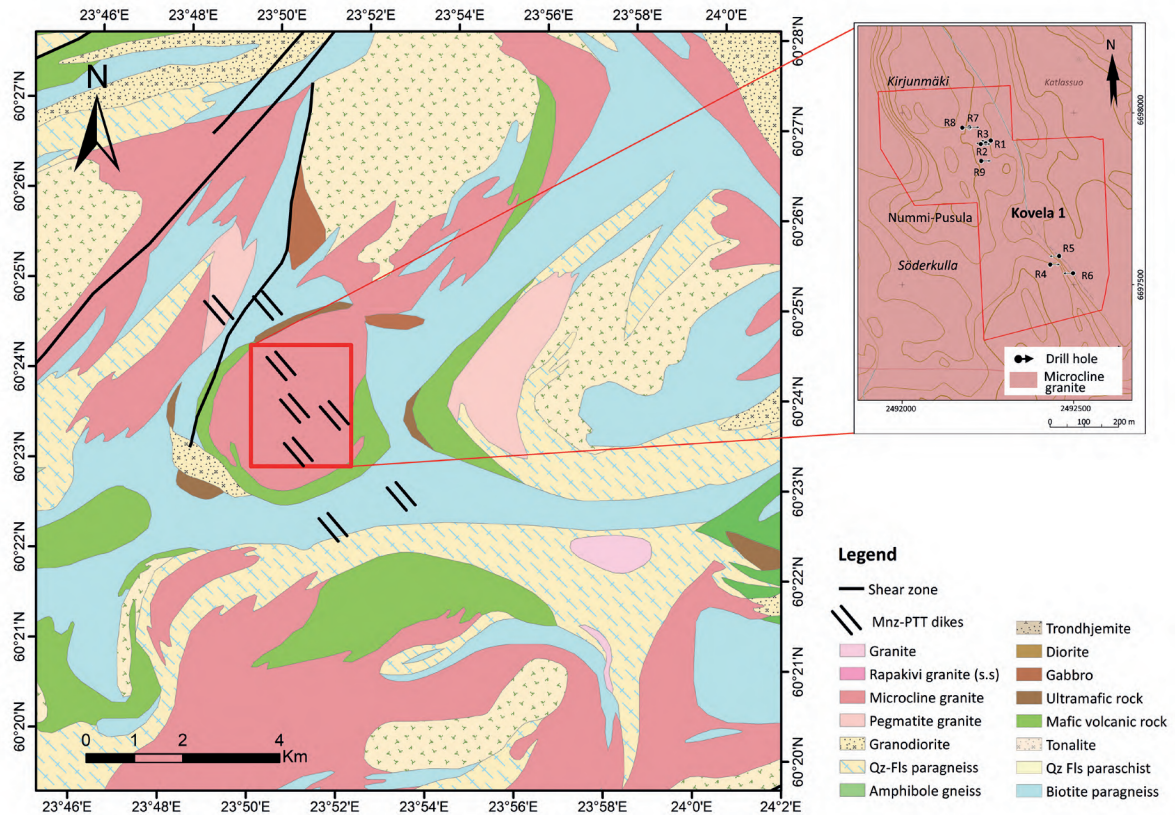 23°46'E 23°48'E 23°50'E 23°52'E 23°54'E 23°56'E 23°58'E 24°0'E
60°28'N
60°27'N
60°26'N
60°25'N
60°24'N
60°23'N
60°22'N
60°21'N
60°20'N
60°27'N
60°26'N
60°25'N
60°24'N
60°23'N
60°22'N
60°21'N
60°20'N
N
0 1 2 4
Km
23°46'E 23°48'E 23°50'E 23°52'E 23°54'E 23°56'E 23°58'E 24°0'E 24°2'E
N
Kirjunmäki
Katlassuo
6698000
R8 R7
R3
R1
R2
R9
Nummi-Pusula
Kovela 1
Söderkulla
R5
R4 R6
6697500
Drill hole
Microcline
granite
2492000 2492500
0 100 200 m
Legend
Shear zone
Mnz-PTT dikes
Granite
Rapakivi granite (s.s)
Microcline granite
Pegmatite granite
Granodiorite
Qz-Fls paragneiss
Amphibole gneiss
Trondhjemite
Diorite
Gabbro
Ultramafic rock
Mafic volcanic rock
Tonalite
Qz Fls paraschist
Biotite paragneiss